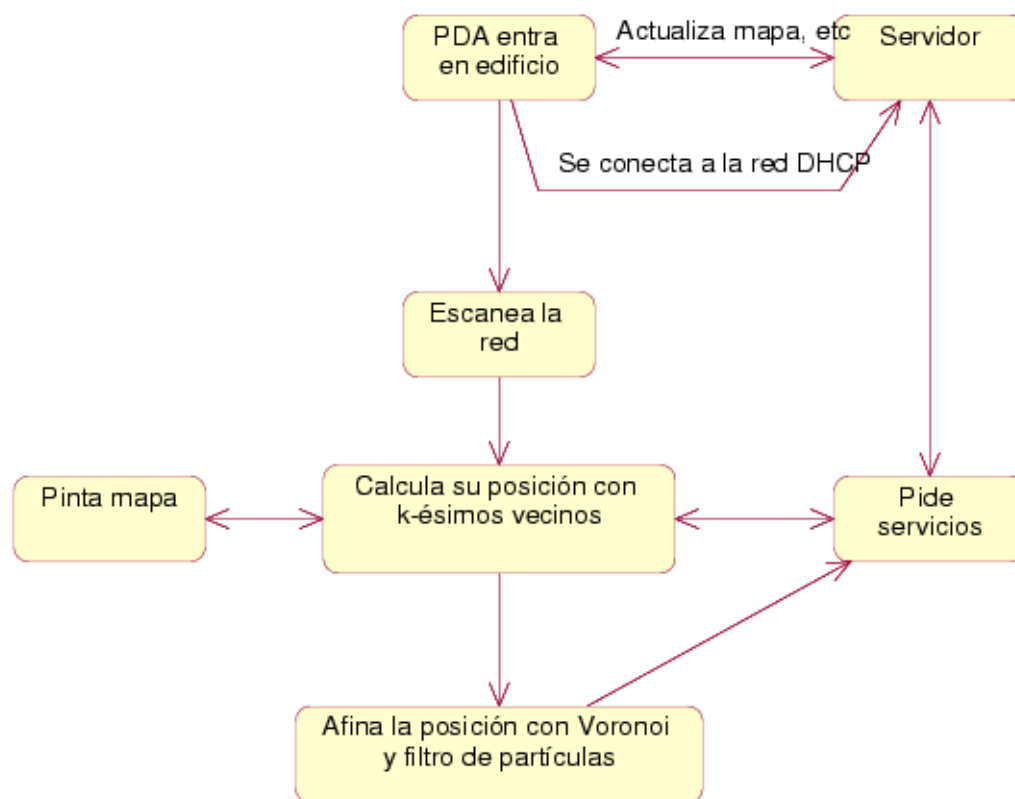 PDA entra
en edificio
Actualiza mapa, etc
Servidor
Se conecta a la red DHCP
Escanea la
red
Pinta mapa
Calcula su posición con
k-ésimos vecinos
Pide
servicios
Afina la posición con Voronoi
y filtro de partículas